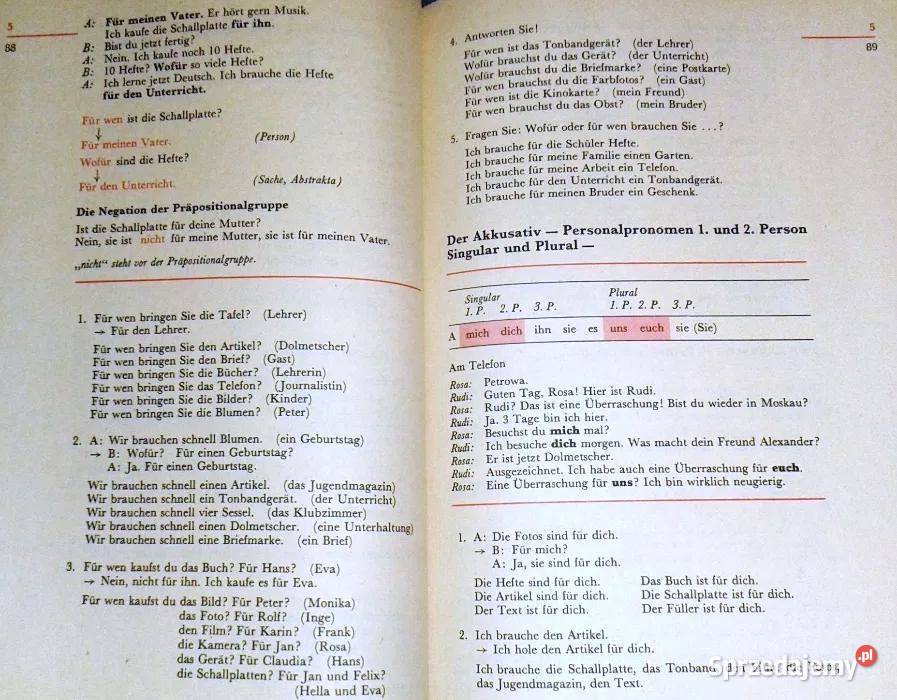 5
88
A: Für meinen Vater. Er hört gern Musik.
Ich kaufe die Schallplatte für ihn.
B: Bist du jetzt fertig?
A: Nein. Ich kaufe noch 10 Hefte.
B: 10 Hefte? Wofür so viele Hefte?
A: Ich lerne jetzt Deutsch. Ich brauche die Hefte
für den Unterricht.
Für wen ist die Schallplatte?
Für meinen Vater. (Person)
Wofür sind die Hefte?
Für den Unterricht. (Sache, Abstrakta)
Die Negation der Präpositionalgruppe
Ist die Schallplatte für deine Mutter?
Nein, sie ist nicht für meine Mutter, sie ist für meinen Vater.
„nicht“ steht vor der Präpositionalgruppe.
1. Für wen bringen Sie die Tafel? (Lehrer)
→ Für den Lehrer.
Für wen bringen Sie den Artikel? (Dolmetscher)
Für wen bringen Sie den Brief? (Gast)
Für wen bringen Sie die Bücher? (Lehrerin)
Für wen bringen Sie das Telefon? (Journalistin)
Für wen bringen Sie die Bilder? (Kinder)
Für wen bringen Sie die Blumen? (Peter)
2. A: Wir brauchen schnell Blumen. (ein Geburtstag)
→ B: Wofür? Für einen Geburtstag?
A: Ja. Für einen Geburtstag.
Wir brauchen schnell einen Artikel. (das Jugendmagazin)
Wir brauchen schnell ein Tonbandgerät. (der Unterricht)
Wir brauchen schnell vier Sessel. (das Klubzimmer)
Wir brauchen schnell einen Dolmetscher. (eine Unterhaltung)
Wir brauchen schnell eine Briefmarke. (ein Brief)
3. Für wen kaufst du das Buch? Für Hans? (Eva)
→ Nein, nicht für ihn. Ich kaufe es für Eva.
Für wen kaufst du das Bild? Für Peter? (Monika)
das Foto? Für Rolf? (Inge)
den Film? Für Karin? (Frank)
die Kamera? Für Jan? (Rosa)
das Gerät? Für Claudia? (Hans)
die Schallplatten? Für Jan und Felix?
(Hella und Eva)
5
89
4. Antworten Sie!
Für wen ist das Tonbandgerät? (der Lehrer)
Wofür brauchst du das Gerät? (der Unterricht)
Wofür brauchst du die Briefmarke? (eine Postkarte)
Für wen brauchst du die Farbfotos? (ein Gast)
Für wen ist die Kinokarte? (mein Freund)
Für wen brauchst du das Obst? (mein Bruder)
5. Fragen Sie: Wofür oder für wen brauchen Sie ...?
Ich brauche für die Schüler Hefte.
Ich brauche für meine Familie einen Garten.
Ich brauche für meine Arbeit ein Telefon.
Ich brauche für den Unterricht ein Tonbandgerät.
Ich brauche für meinen Bruder ein Geschenk.
Der Akkusativ — Personalpronomen 1. und 2. Person
Singular und Plural —
Singular Plural
1. P. 2. P. 3. P. 1. P. 2. P. 3. P.
A mich dich ihn sie es uns euch sie (Sie)
Am Telefon
Rosa: Petrowa.
Rudi: Guten Tag, Rosa! Hier ist Rudi.
Rosa: Rudi? Das ist eine Überraschung! Bist du wieder in Moskau?
Rudi: Ja. 3 Tage bin ich hier.
Rosa: Besuchst du mich mal?
Rudi: Ich besuche dich morgen. Was macht dein Freund Alexander?
Rosa: Er ist jetzt Dolmetscher.
Rudi: Ausgezeichnet. Ich habe auch eine Überraschung für euch.
Rosa: Eine Überraschung für uns? Ich bin wirklich neugierig.
1. A: Die Fotos sind für dich.
→ B: Für mich?
A: Ja, sie sind für dich.
Die Hefte sind für dich. Das Buch ist für dich.
Die Artikel sind für dich. Die Schallplatte ist für dich.
Der Text ist für dich. Der Füller ist für dich.
2. Ich brauche den Artikel.
→ Ich hole den Artikel für dich.
Ich brauche die Schallplatte, das Tonband, den
das Jugendmagazin, den Text.
Sprzedajemy.pl